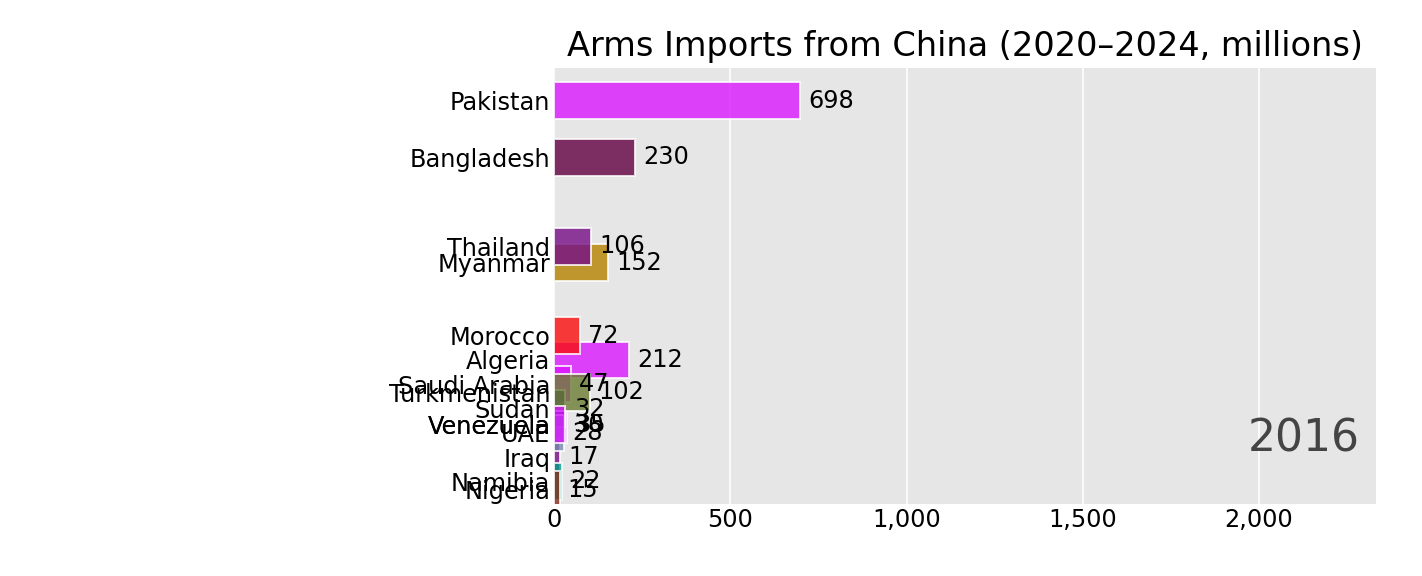 Arms Imports from China (2020–2024, millions)
Pakistan 698
Bangladesh 230
Thailand 106
Myanmar 152
Morocco 72
Algeria 212
Saudi Arabia 47
Turkmenistan 102
Sudan 32
Venezuela
UAE 28
2016
Iraq 17
Namibia 22
Nigeria 15
0 500 1,000 1,500 2,000